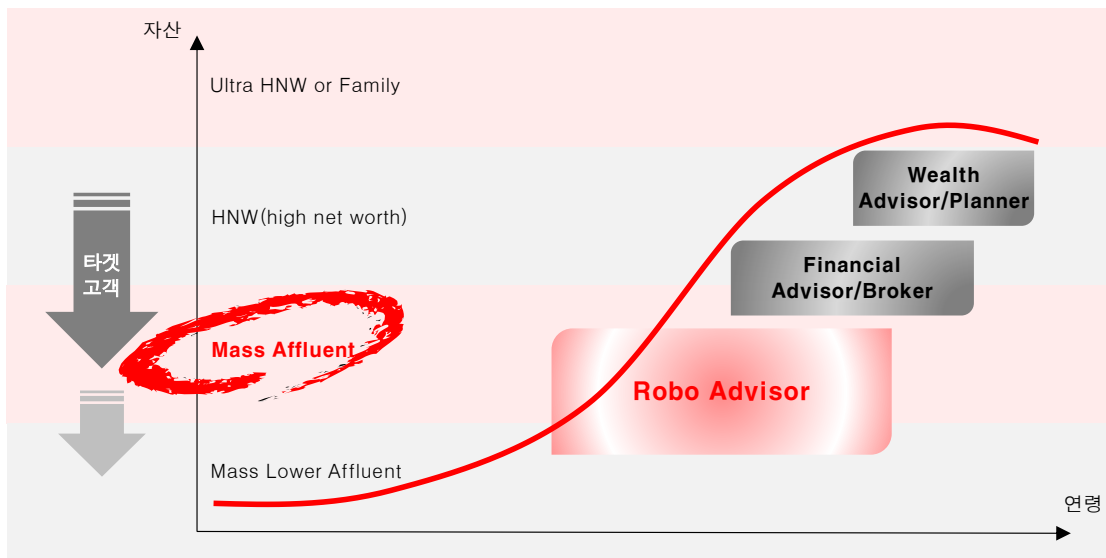 자산
Ultra HNW or Family
Wealth
Advisor/Planner
HNW(high net worth)
타겟
고객
Financial
Advisor/Broker
Mass Affluent
Robo Advisor
Mass Lower Affluent
연령